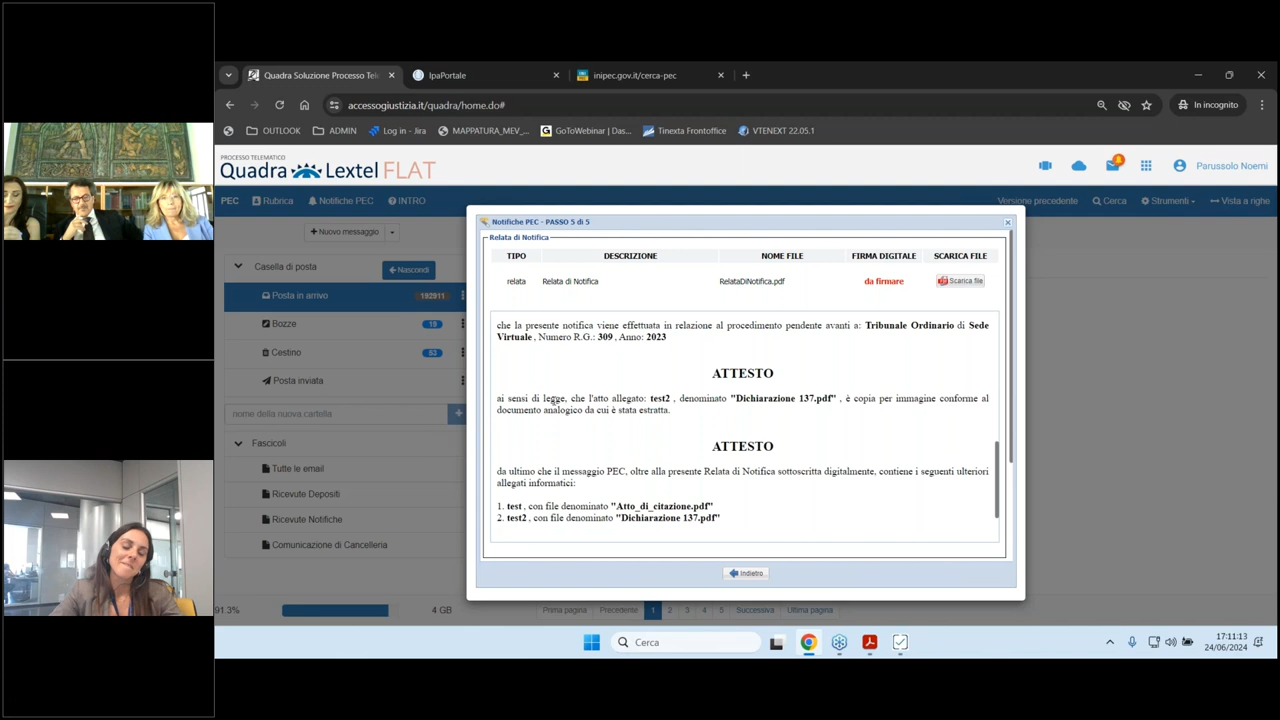 Quadra Soluzione Processo Tele
IpaPortale
inipec.gov.it/cerca-pec
accessogiustizia.it/quadra/home.do#
In incognito
OUTLOOK
ADMIN
Log in - Jira
MAPPATURA_MEV_...
GoToWebinar | Das...
Tinexta Frontoffice
VTENEXT 22.05.1
PROCESSO TELEMATICO
Quadra Lextel FLAT
Parussolo Noemi
PEC
Rubrica
Notifiche PEC
INTRO
Versione precedente
Cerca
Strumenti
Vista a righe
Nuovo messaggio
Casella di posta
Nascondi
Posta in arrivo
192911
Bozze
19
Cestino
53
Posta inviata
nome della nuova cartella
Fascicoli
Tutte le email
Ricevute Depositi
Ricevute Notifiche
Comunicazione di Cancelleria
91.3%
4 GB
Prima pagina
Precedente
1 2 3 4 5
Successiva
Ultima pagina
Notifiche PEC - PASSO 5 di 5
Relata di Notifica
TIPO DESCRIZIONE NOME FILE FIRMA DIGITALE SCARICA FILE
relata Relata di Notifica RelataDiNotifica.pdf da firmare Scarica file
che la presente notifica viene effettuata in relazione al procedimento pendente avanti a: Tribunale Ordinario di Sede
Virtuale , Numero R.G.: 309 , Anno: 2023
ATTESTO
ai sensi di legge, che l'atto allegato: test2 , denominato "Dichiarazione 137.pdf" , è copia per immagine conforme al
documento analogico da cui è stata estratta.
ATTESTO
da ultimo che il messaggio PEC, oltre alla presente Relata di Notifica sottoscritta digitalmente, contiene i seguenti ulteriori
allegati informatici:
1. test , con file denominato "Atto_di_citazione.pdf"
2. test2 , con file denominato "Dichiarazione 137.pdf"
Indietro
Cerca
17:11:13
24/06/2024